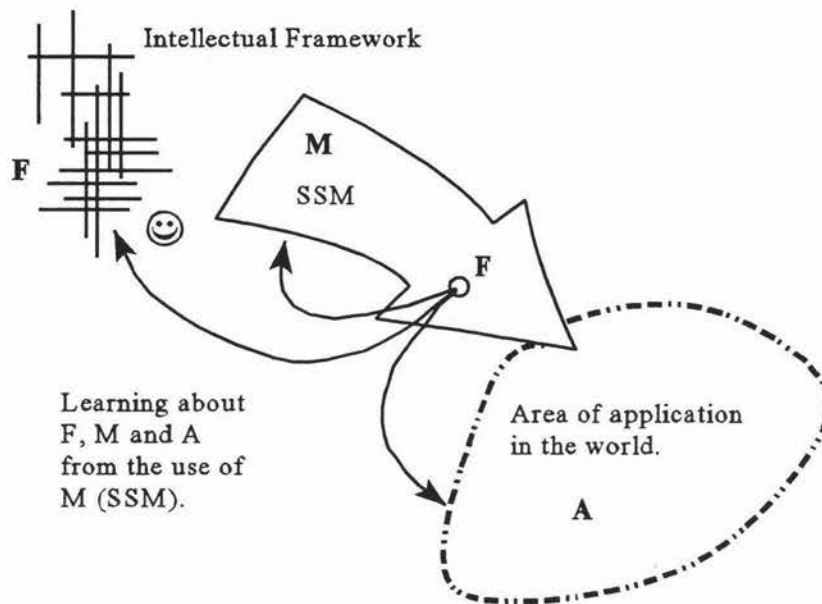 Intellectual Framework
F
M
SSM
F
Learning about
F, M and A
from the use of
M (SSM).
Area of application
in the world.
A